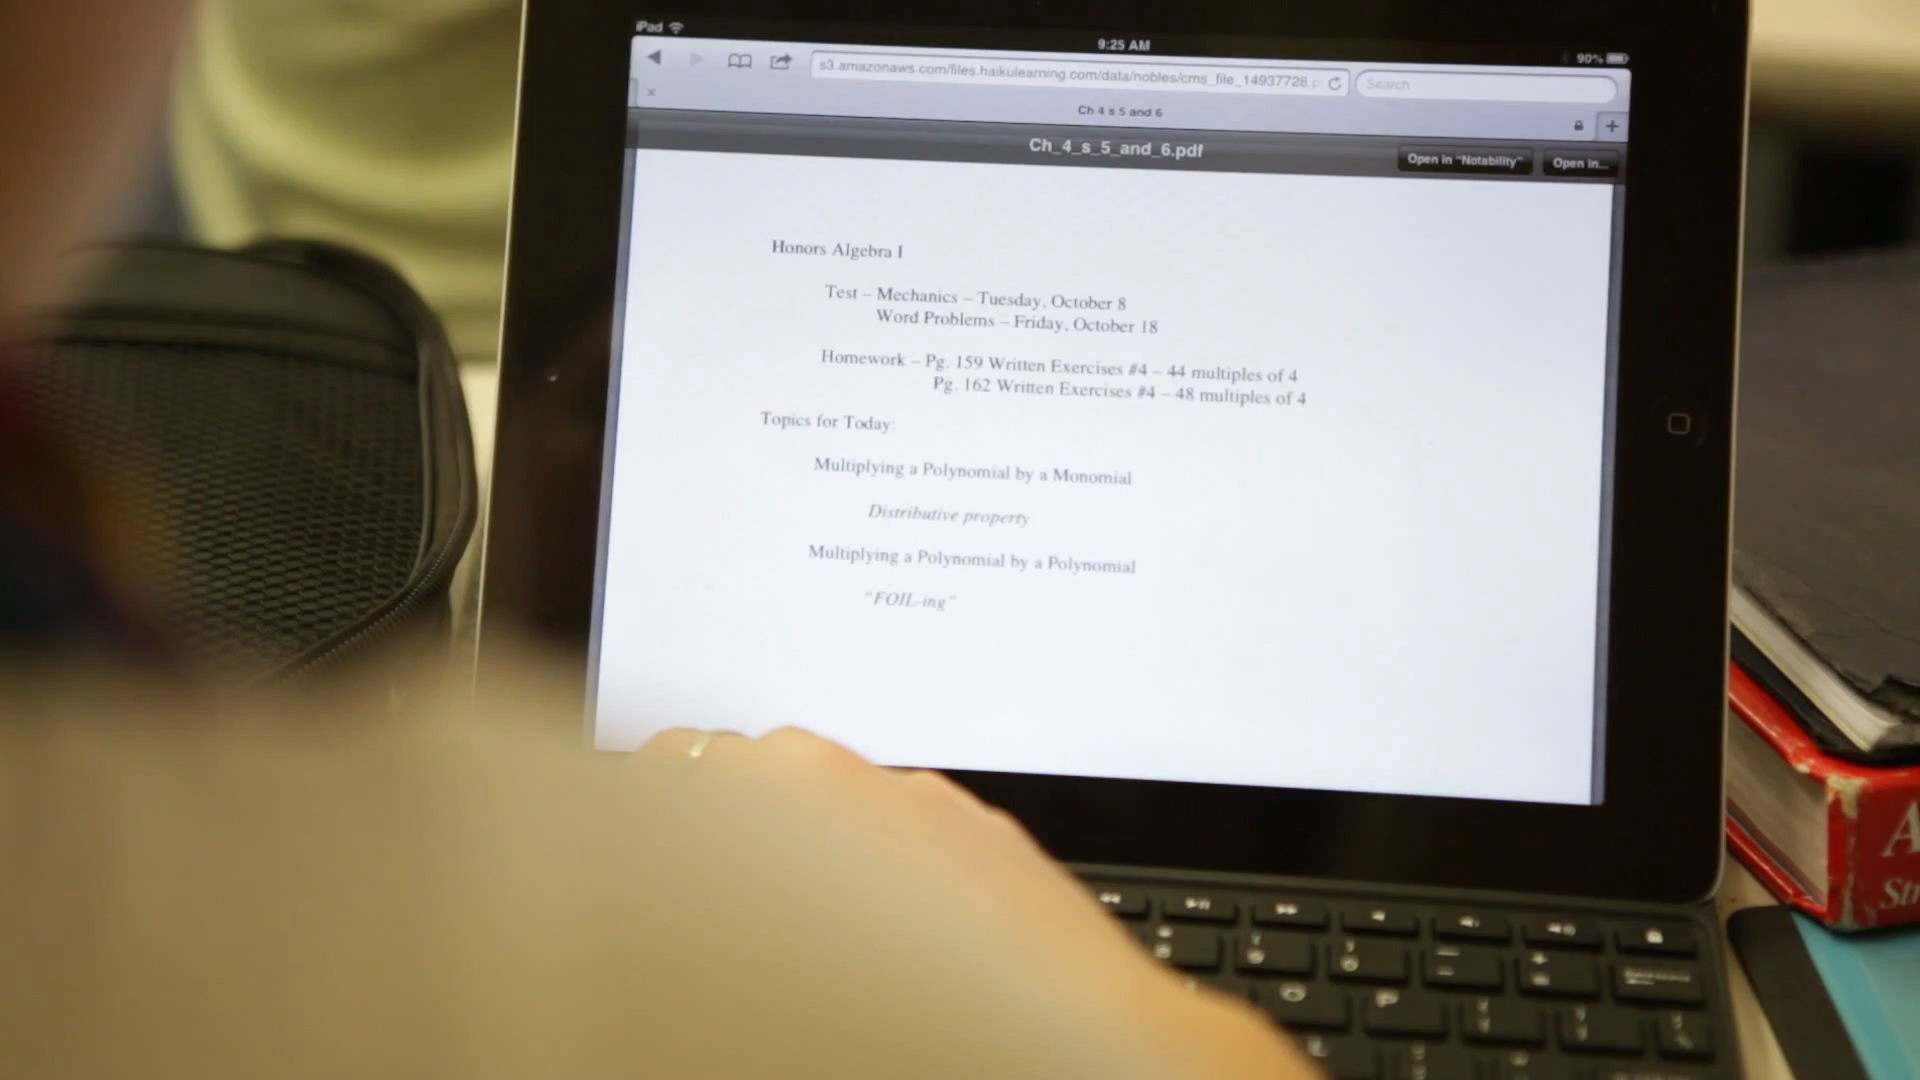 iPad
9:25 AM
90%
s3.amazonaws.com/files.haikulearning.com/data/nobles/cms_file_14937728.p
Search
Ch 4 s 5 and 6
Ch_4_s_5_and_6.pdf
Open in "Notability"
Open in...
Honors Algebra I
Test – Mechanics – Tuesday, October 8
Word Problems – Friday, October 18
Homework – Pg. 159 Written Exercises #4 – 44 multiples of 4
Pg. 162 Written Exercises #4 – 48 multiples of 4
Topics for Today:
Multiplying a Polynomial by a Monomial
Distributive property
Multiplying a Polynomial by a Polynomial
"FOIL-ing"